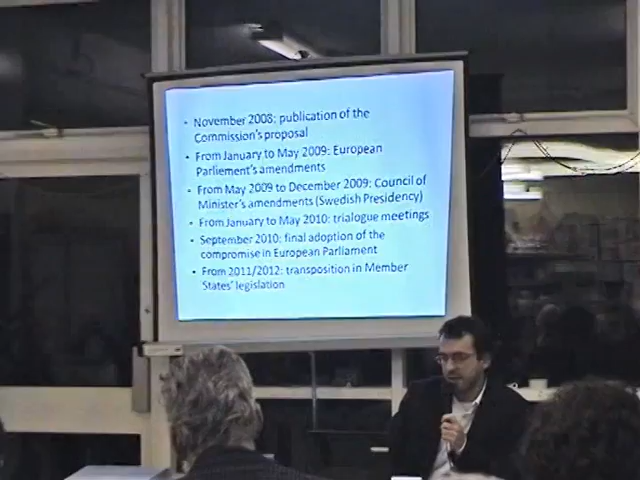 • November 2008: publication of the
Commission's proposal
• From January to May 2009: European
Parliement's amendments
• From May 2009 to December 2009: Council of
Minister's amendments (Swedish Presidency)
• From January to May 2010: trialogue meetings
• September 2010: final adoption of the
compromise in European Parliament
• From 2011/2012: transposition in Member
States' legislation